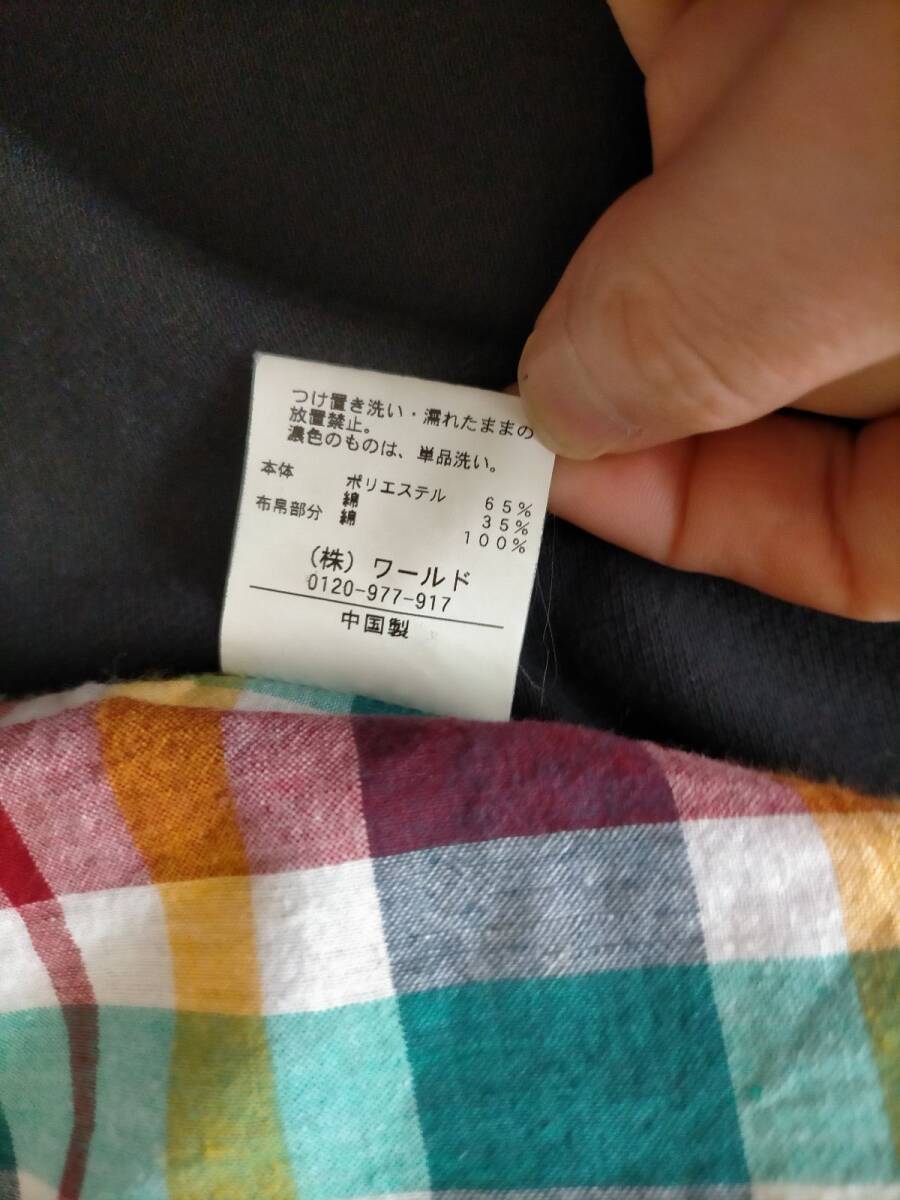 つけ置き洗い・濡れたままの
放置禁止。
濃色のものは、単品洗い。
本体 ポリエステル 65%
綿 35%
布帛部分 綿 100%
(株)ワールド
0120-977-917
中国製